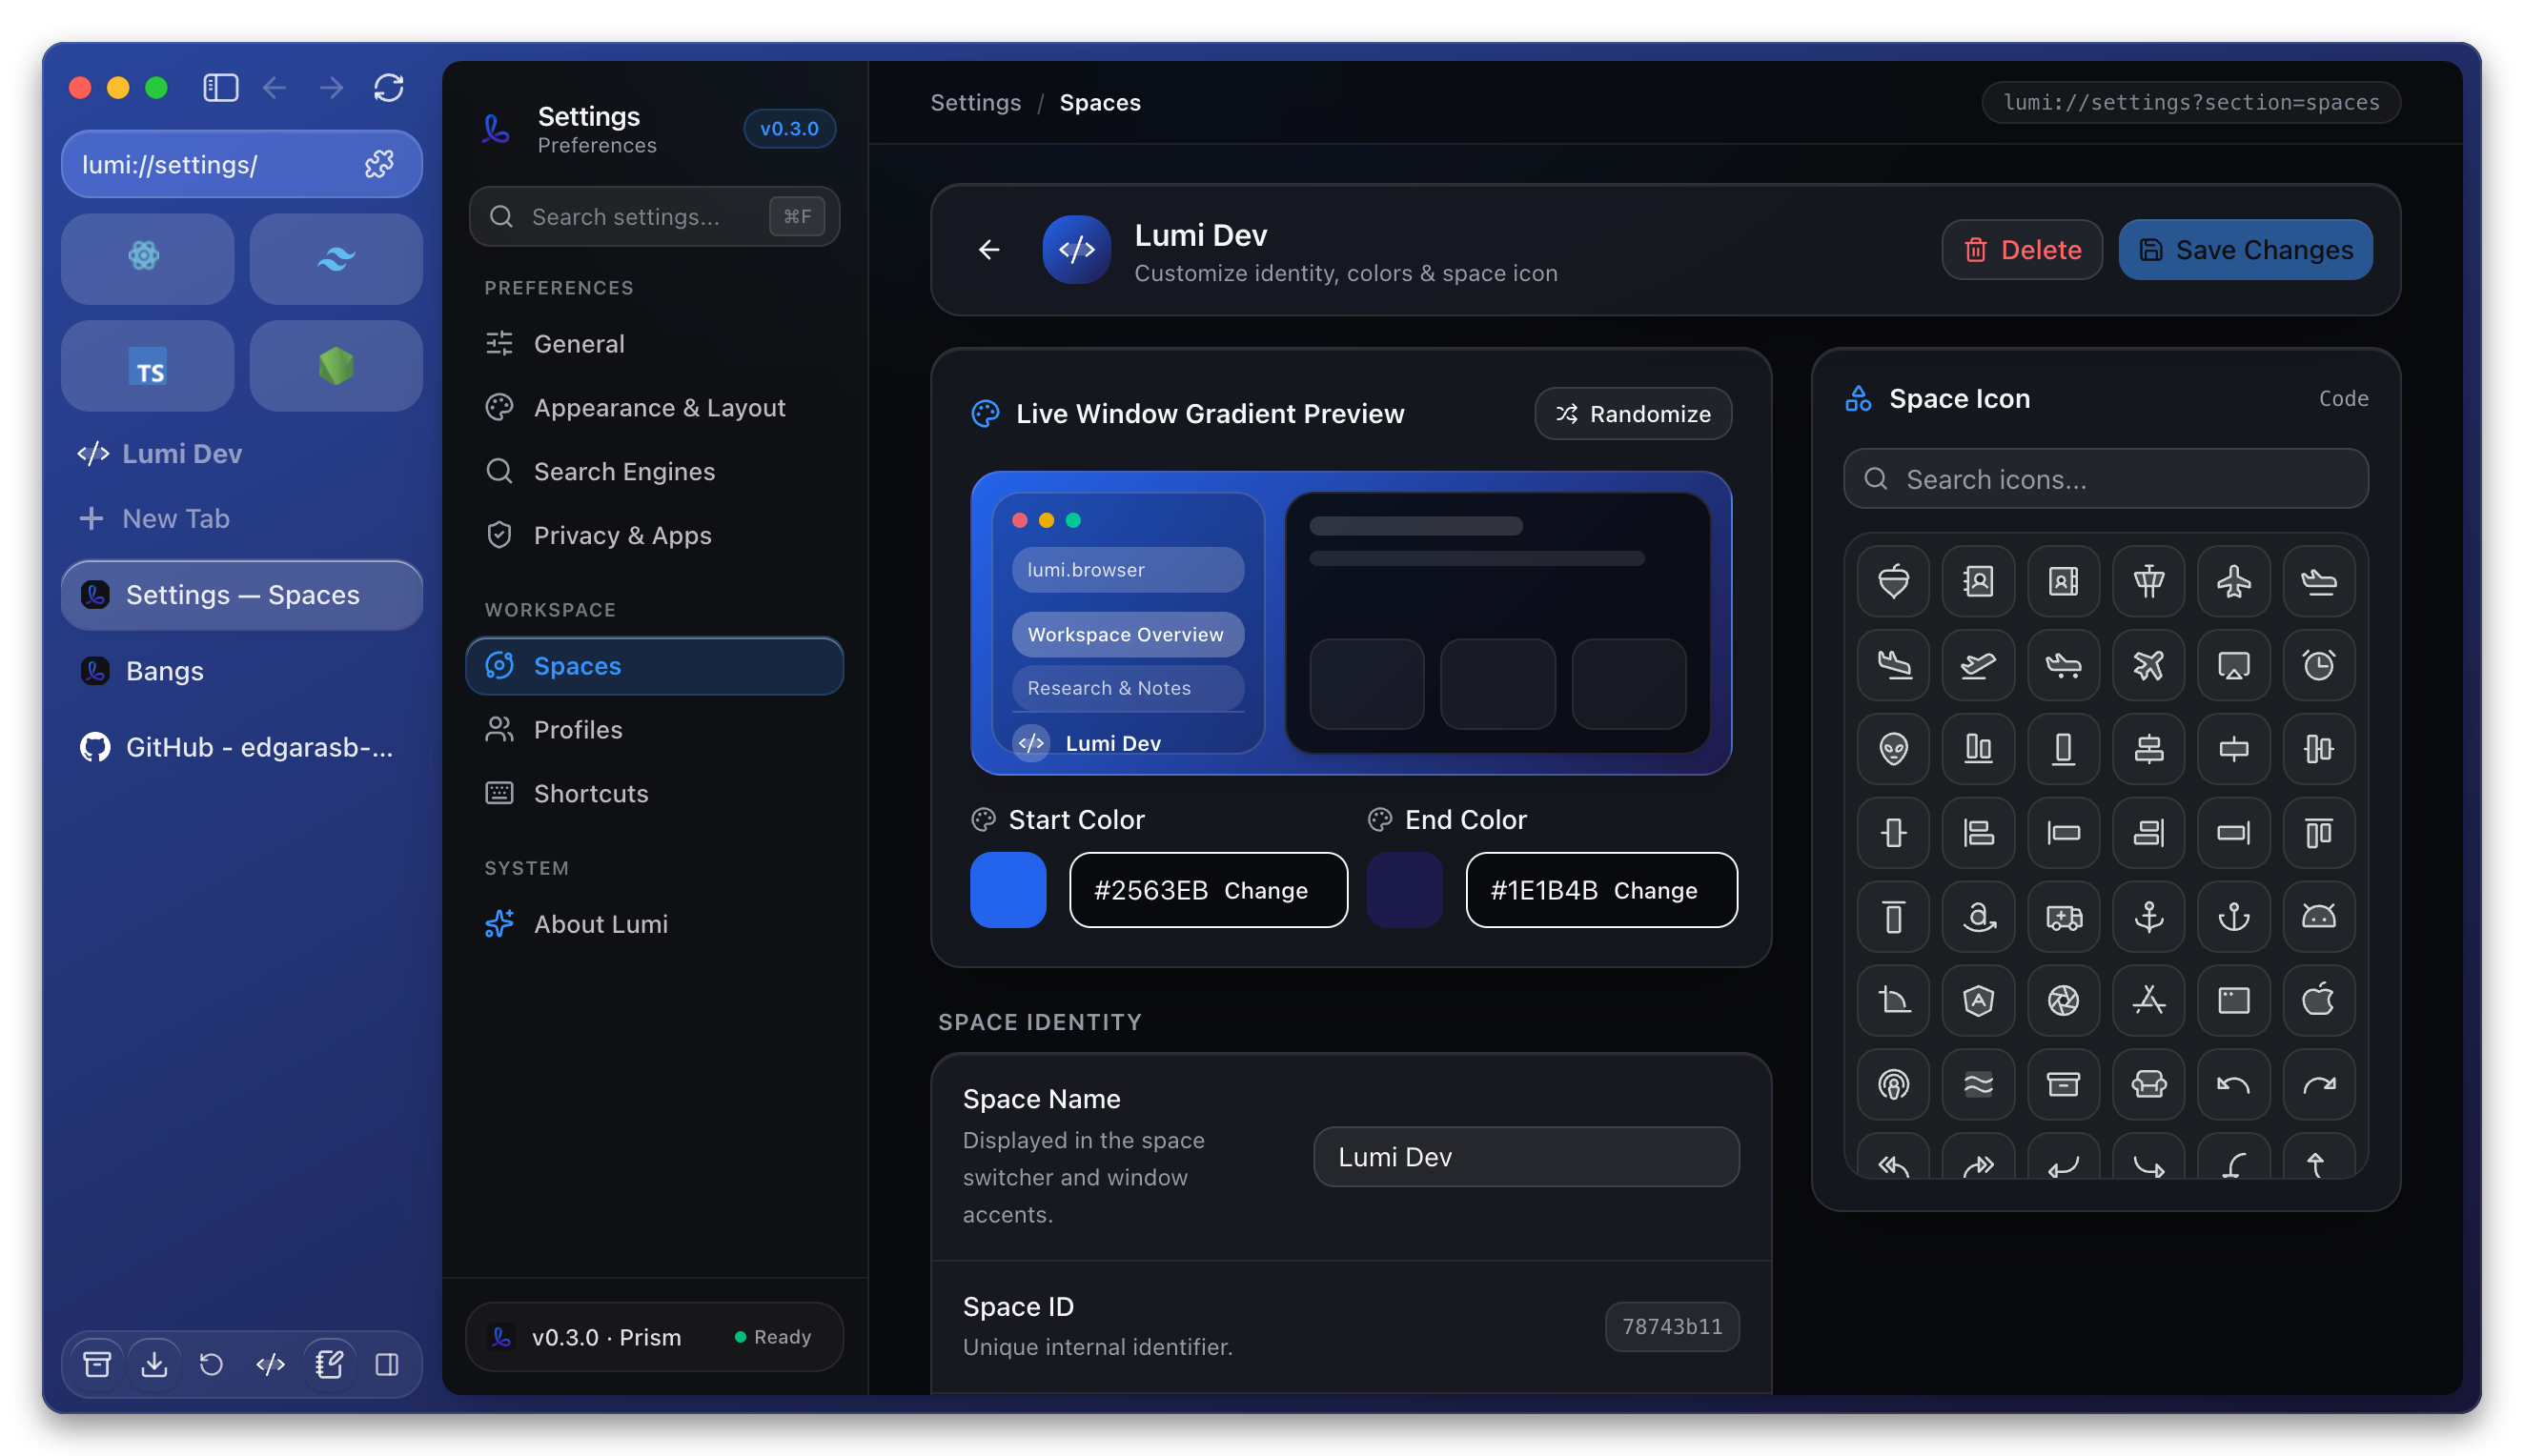 lumi://settings/
TS
Lumi Dev
New Tab
Settings — Spaces
Bangs
GitHub - edgarasb-...
Settings
Preferences
v0.3.0
Search settings...
⌘F
PREFERENCES
General
Appearance & Layout
Search Engines
Privacy & Apps
WORKSPACE
Spaces
Profiles
Shortcuts
SYSTEM
About Lumi
v0.3.0 · Prism
Ready
Settings / Spaces
lumi://settings?section=spaces
Lumi Dev
Customize identity, colors & space icon
Delete
Save Changes
Live Window Gradient Preview
Randomize
lumi.browser
Workspace Overview
Research & Notes
Lumi Dev
Start Color
#2563EB Change
End Color
#1E1B4B Change
SPACE IDENTITY
Space Name
Displayed in the space
switcher and window
accents.
Lumi Dev
Space ID
Unique internal identifier.
78743b11
Space Icon
Code
Search icons...